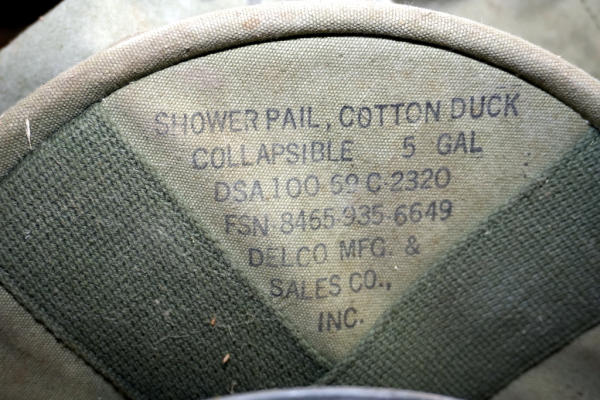 SHOWER PAIL, COTTON DUCK
COLLAPSIBLE 5 GAL
DSA.100-69 C-2320
FSN-8465-935-6649
DELCO MFG. &
SALES CO.,
INC.